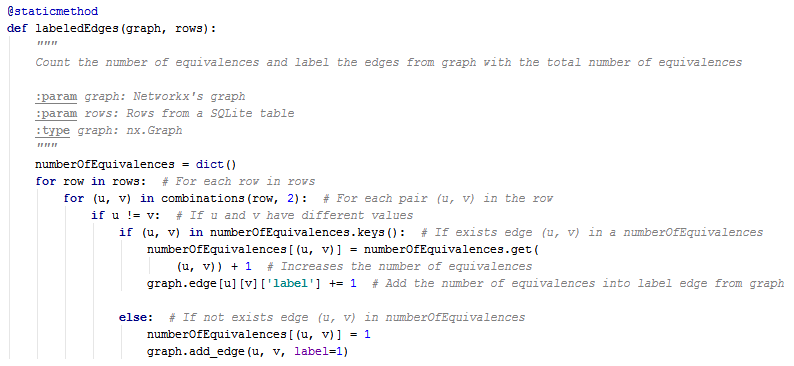 @staticmethod
def labeledEdges(graph, rows):
    """
    Count the number of equivalences and label the edges from graph with the total number of equivalences

    :param graph: Networkx's graph
    :param rows: Rows from a SQLite table
    :type graph: nx.Graph
    """
    numberOfEquivalences = dict()
    for row in rows:  # For each row in rows
        for (u, v) in combinations(row, 2):  # For each pair (u, v) in the row
            if u != v:  # If u and v have different values
                if (u, v) in numberOfEquivalences.keys():  # If exists edge (u, v) in a numberOfEquivalences
                    numberOfEquivalences[(u, v)] = numberOfEquivalences.get(
                        (u, v)) + 1  # Increases the number of equivalences
                    graph.edge[u][v]['label'] += 1  # Add the number of equivalences into label edge from graph

                else:  # If not exists edge (u, v) in numberOfEquivalences
                    numberOfEquivalences[(u, v)] = 1
                    graph.add_edge(u, v, label=1)